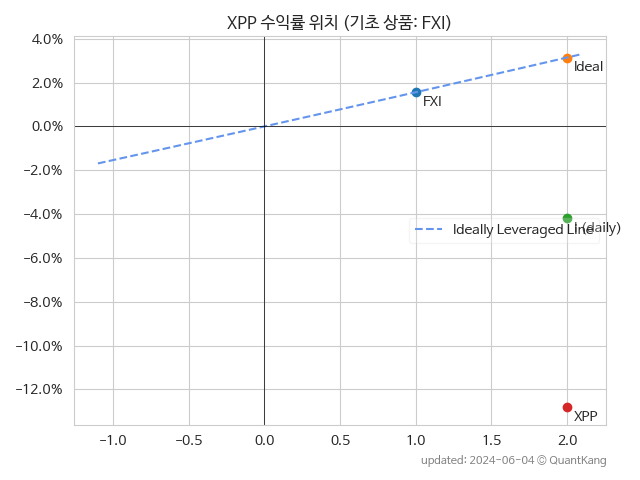 XPP 수익률 위치 (기초 상품: FXI)
4.0%
2.0%
0.0%
−2.0%
−4.0%
−6.0%
−8.0%
−10.0%
−12.0%
Ideal
FXI
Ideally Leveraged Line
(daily)
XPP
−1.0 −0.5 0.0 0.5 1.0 1.5 2.0
updated: 2024-06-04 © QuantKang